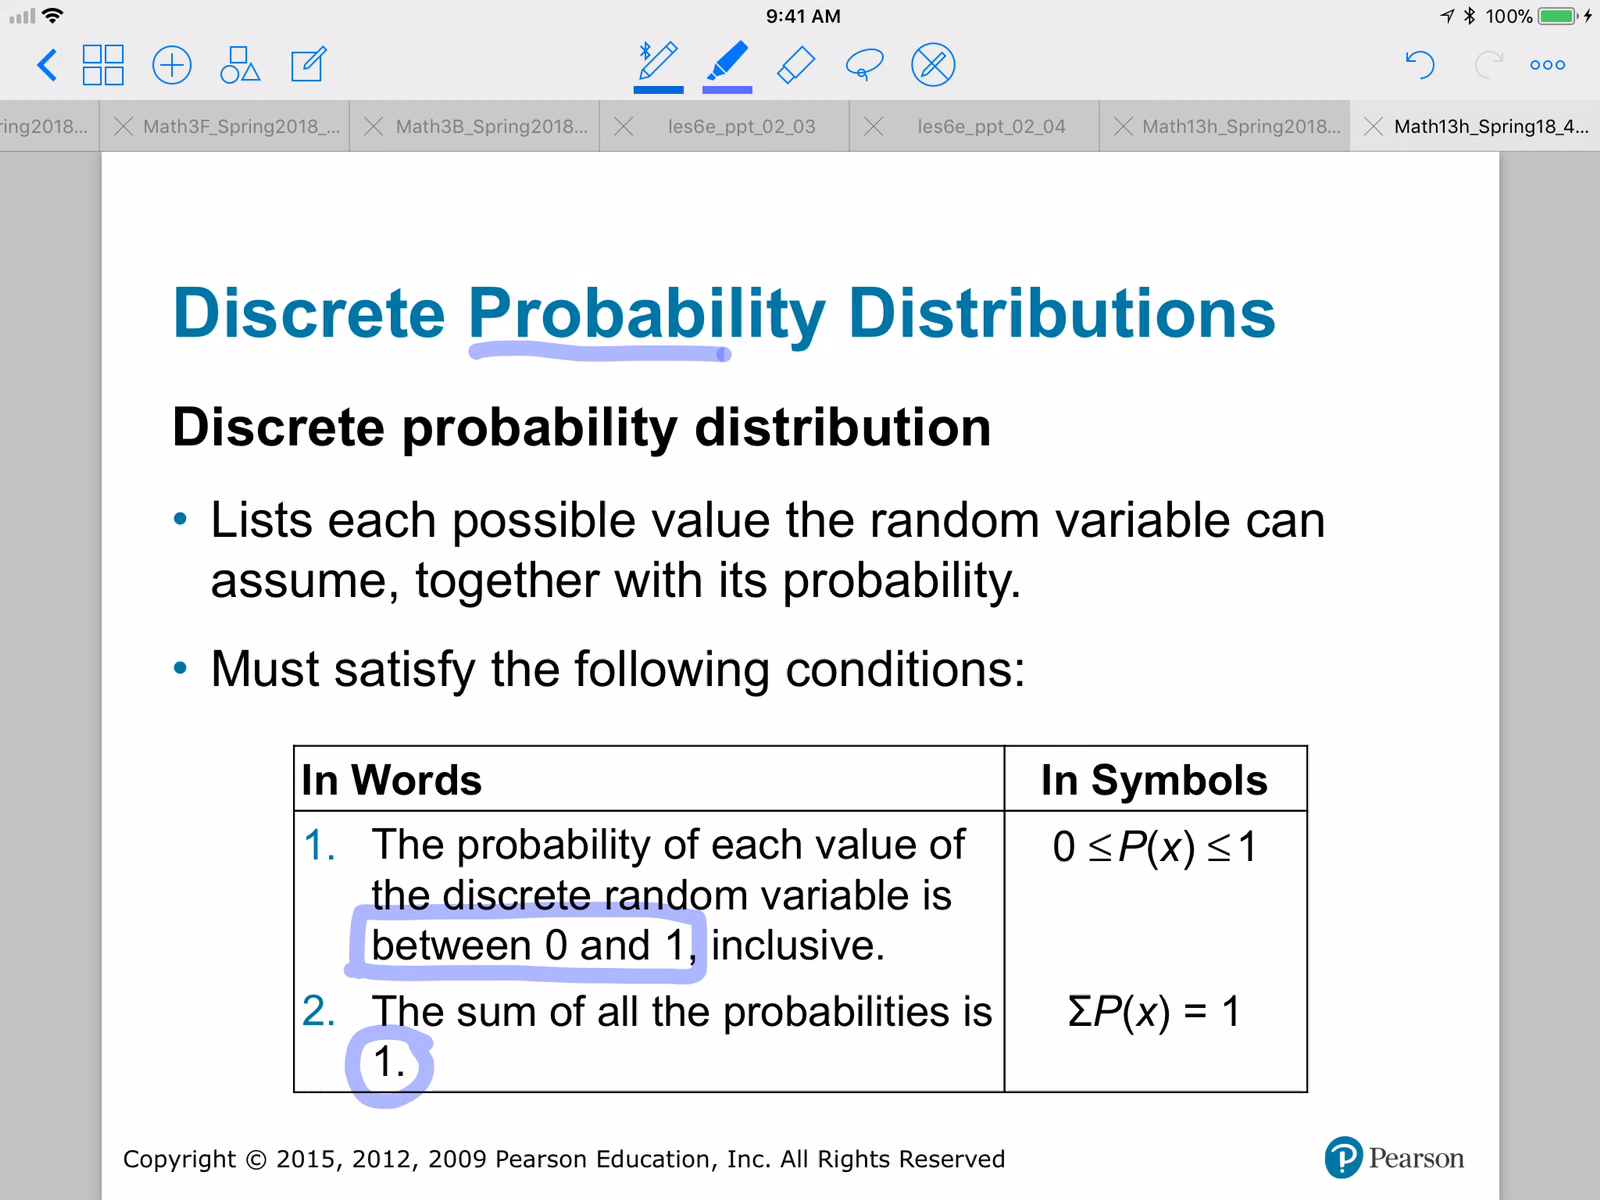 9:41 AM
100%
ring2018...
Math3F_Spring2018_...
Math3B_Spring2018...
les6e_ppt_02_03
les6e_ppt_02_04
Math13h_Spring2018...
Math13h_Spring18_4...
Discrete Probability Distributions
Discrete probability distribution
• Lists each possible value the random variable can
assume, together with its probability.
• Must satisfy the following conditions:
In Words
In Symbols
1. The probability of each value of
the discrete random variable is
between 0 and 1, inclusive.
0 ≤ P(x) ≤ 1
2. The sum of all the probabilities is
1.
ΣP(x) = 1
Copyright © 2015, 2012, 2009 Pearson Education, Inc. All Rights Reserved
P Pearson